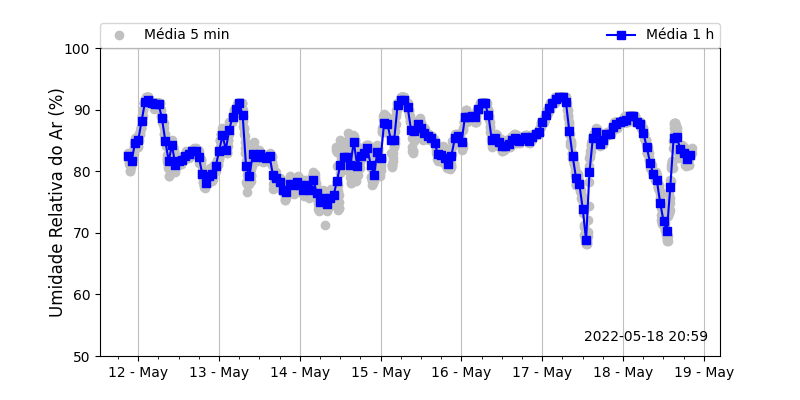 Média 5 min    Média 1 h
100
90
80
70
60
50
Umidade Relativa do Ar (%)
2022-05-18 20:59
12 - May    13 - May    14 - May    15 - May    16 - May    17 - May    18 - May    19 - May